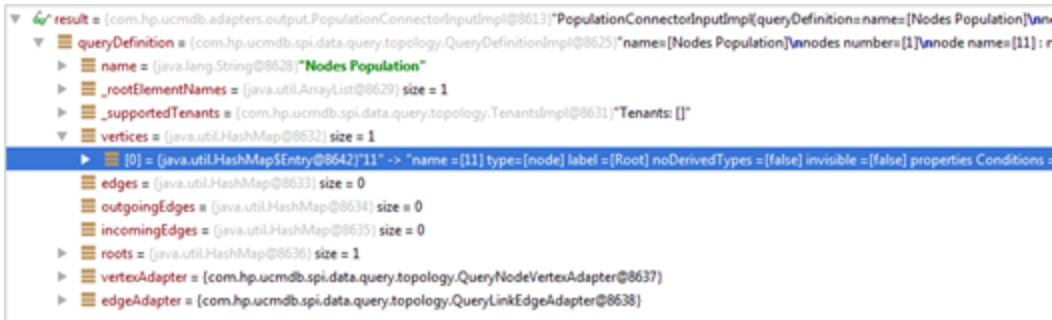 result = {com.hp.ucmdb.adapters.output.PopulationConnectorInputImpl@8613}"PopulationConnectorInputImpl{queryDefinition=name=[Nodes Population]\nn
queryDefinition = {com.hp.ucmdb.spi.data.query.topology.QueryDefinitionImpl@8625}"name=[Nodes Population]\nnodes number=[1]\nnode name=[11] : n
name = {java.lang.String@8628}"Nodes Population"
_rootElementNames = {java.util.ArrayList@8629} size = 1
_supportedTenants = {com.hp.ucmdb.spi.data.query.topology.TenantsImpl@8631}"Tenants: []"
vertices = {java.util.HashMap@8632} size = 1
[0] = {java.util.HashMap$Entry@8642}"11" -> "name =[11] type=[node] label =[Root] noDerivedTypes =[false] invisible =[false] properties Conditions =
edges = {java.util.HashMap@8633} size = 0
outgoingEdges = {java.util.HashMap@8634} size = 0
incomingEdges = {java.util.HashMap@8635} size = 0
roots = {java.util.HashMap@8636} size = 1
vertexAdapter = {com.hp.ucmdb.spi.data.query.topology.QueryNodeVertexAdapter@8637}
edgeAdapter = {com.hp.ucmdb.spi.data.query.topology.QueryLinkEdgeAdapter@8638}